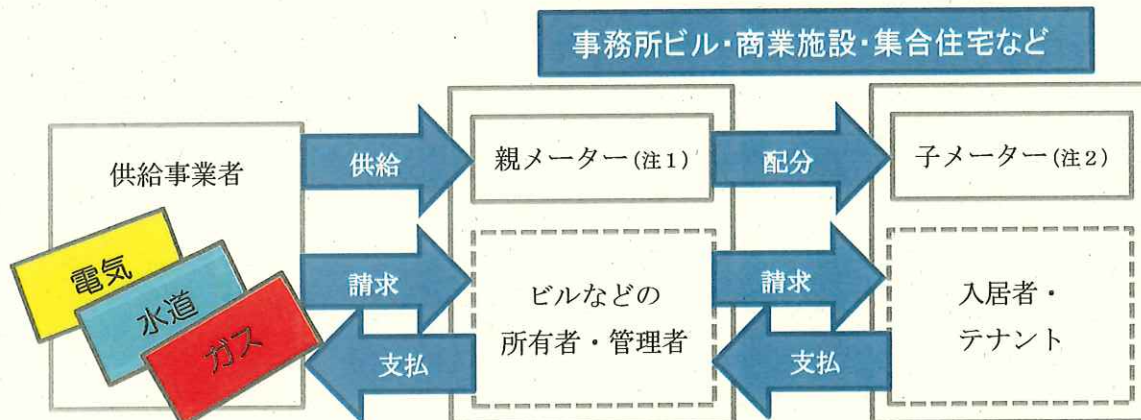 事務所ビル・商業施設・集合住宅など
供給事業者
電気
水道
ガス
供給
親メーター(注1)
配分
子メーター(注2)
請求
ビルなどの
所有者・管理者
請求
入居者・
テナント
支払
支払